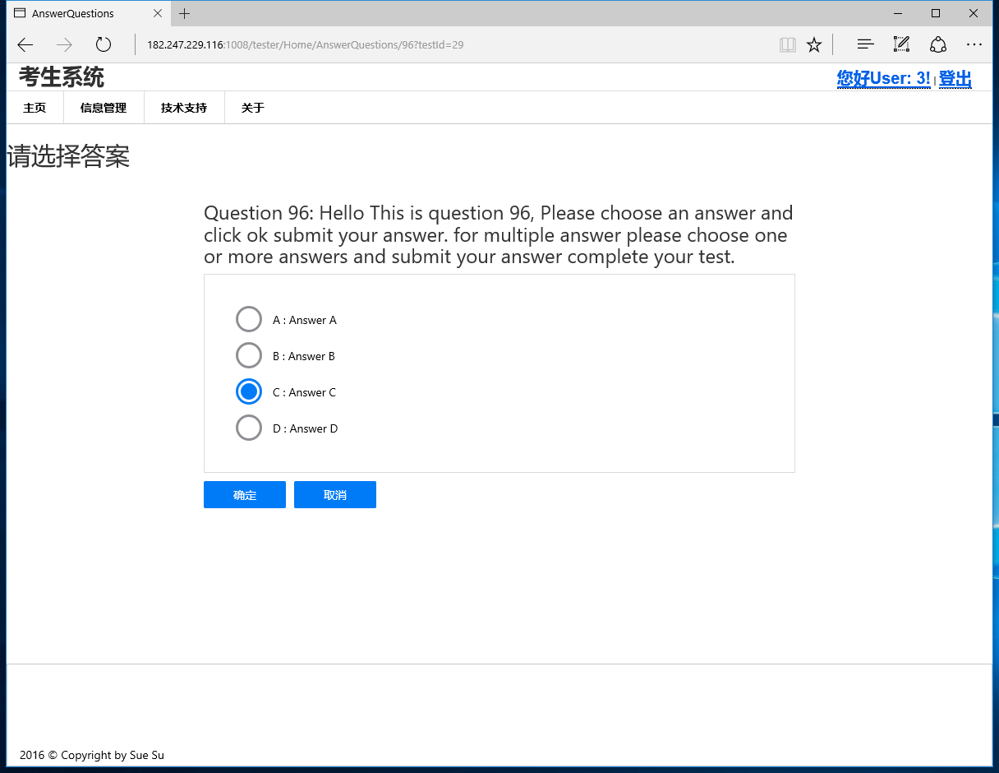 AnswerQuestions
182.247.229.116:1008/tester/Home/AnswerQuestions/96?testId=29
考生系统
您好User: 3! | 登出
主页 信息管理 技术支持 关于
请选择答案
Question 96: Hello This is question 96, Please choose an answer and
click ok submit your answer. for multiple answer please choose one
or more answers and submit your answer complete your test.
A : Answer A
B : Answer B
C : Answer C
D : Answer D
确定 取消
2016 © Copyright by Sue Su